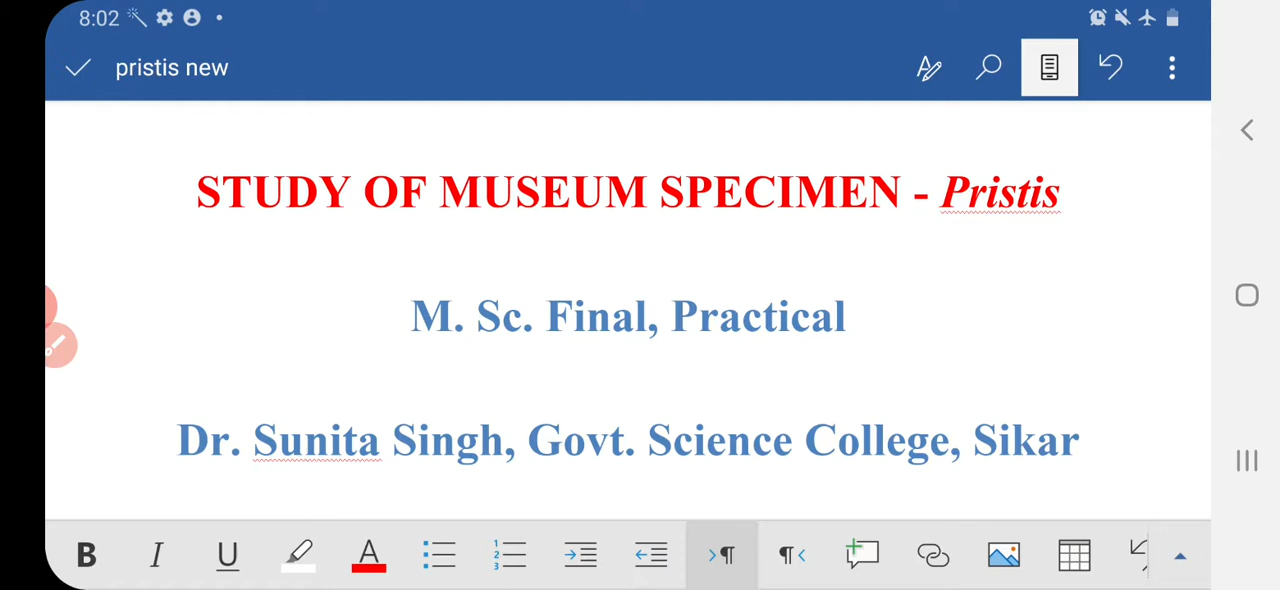 8:02
pristis new
STUDY OF MUSEUM SPECIMEN - Pristis
M. Sc. Final, Practical
Dr. Sunita Singh, Govt. Science College, Sikar
B I U A